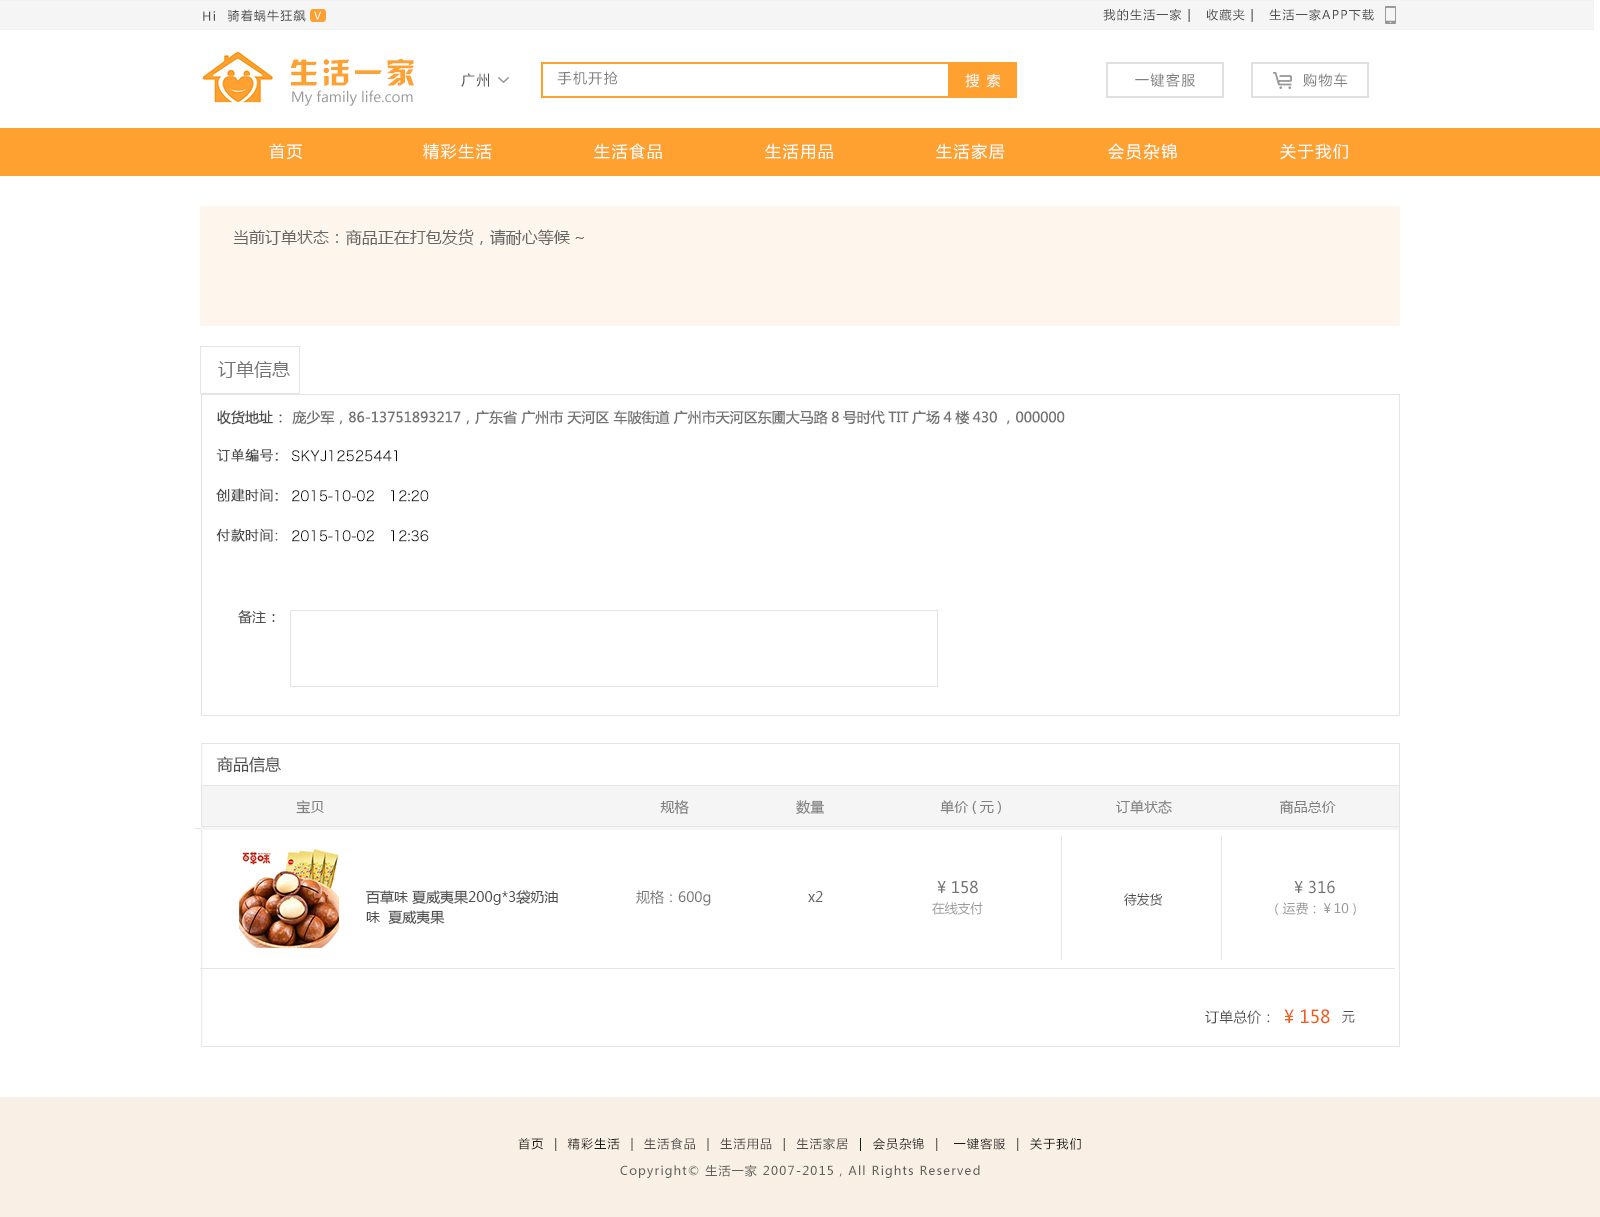 Hi 骑着蜗牛狂飙 V
我的生活一家 | 收藏夹 | 生活一家APP下载
生活一家
My family life.com
广州
手机开抢
搜 索
一键客服
购物车
首页 精彩生活 生活食品 生活用品 生活家居 会员杂锦 关于我们
当前订单状态：商品正在打包发货，请耐心等候 ~
订单信息
收货地址： 庞少军，86-13751893217，广东省 广州市 天河区 车陂街道 广州市天河区东圃大马路 8 号时代 TIT 广场 4 楼 430 ，000000
订单编号： SKYJ12525441
创建时间： 2015-10-02 12:20
付款时间： 2015-10-02 12:36
备注：
商品信息
宝贝 规格 数量 单价 ( 元 ) 订单状态 商品总价
百草味
百草味 夏威夷果200g*3袋奶油
味 夏威夷果
规格：600g
x2
¥ 158
在线支付
待发货
¥ 316
( 运费：¥ 10 )
订单总价： ¥ 158 元
首页 | 精彩生活 | 生活食品 | 生活用品 | 生活家居 | 会员杂锦 | 一键客服 | 关于我们
Copyright© 生活一家 2007-2015，All Rights Reserved